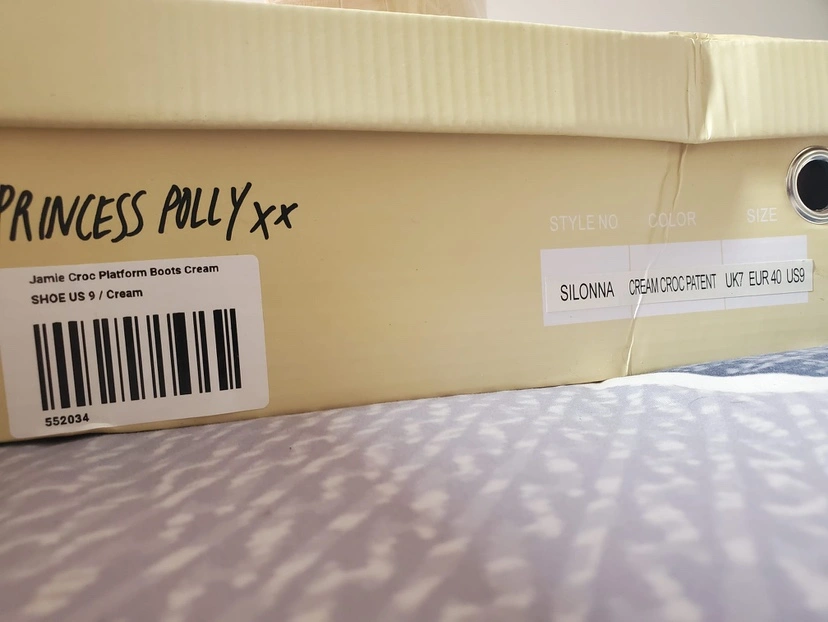 PRINCESS POLLY xx
Jamie Croc Platform Boots Cream
SHOE US 9 / Cream
552034
STYLE NO COLOR SIZE
SILONNA CREAM CROC PATENT UK7 EUR 40 US9